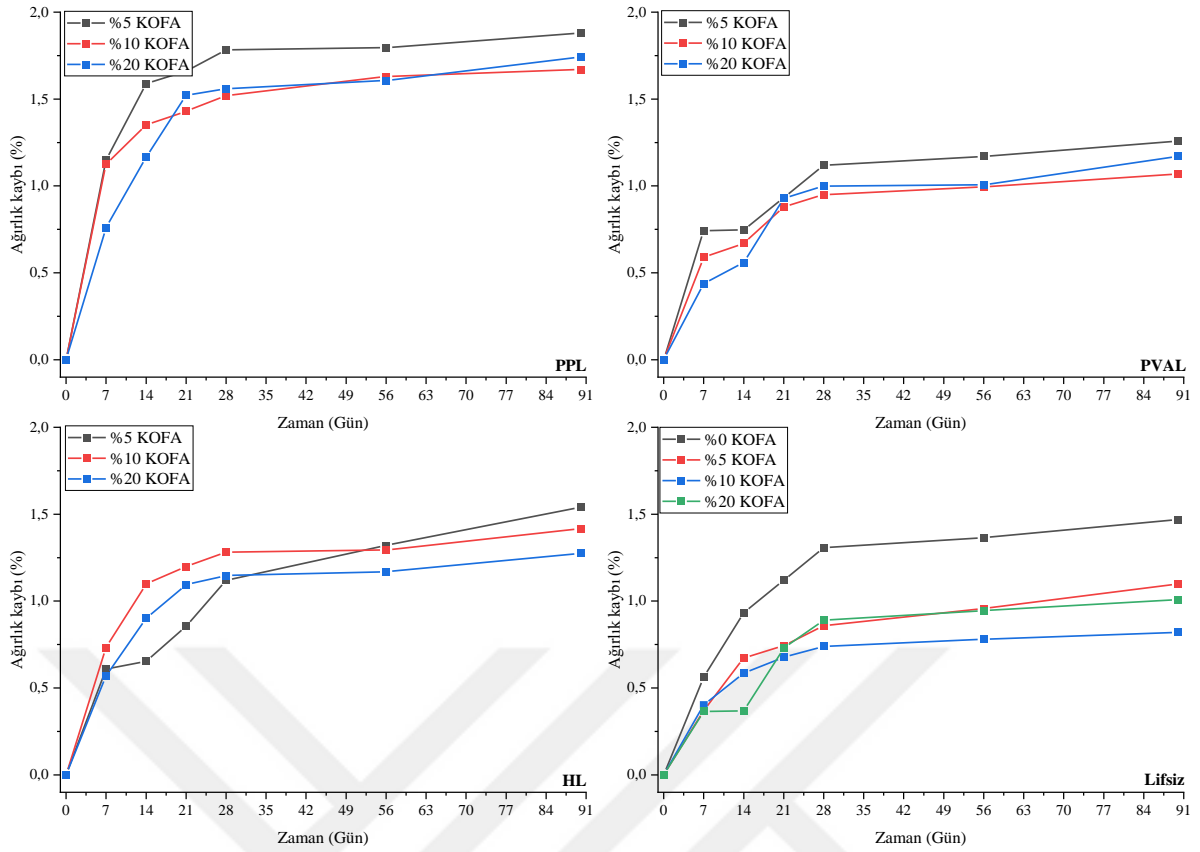 %5 KOFA
%10 KOFA
%20 KOFA
2,0
1,5
1,0
0,5
0,0
Ağırlık kaybı (%)
PPL
0 7 14 21 28 35 42 49 56 63 70 77 84 91
Zaman (Gün)
%5 KOFA
%10 KOFA
%20 KOFA
2,0
1,5
1,0
0,5
0,0
Ağırlık kaybı (%)
PVAL
0 7 14 21 28 35 42 49 56 63 70 77 84 91
Zaman (Gün)
%5 KOFA
%10 KOFA
%20 KOFA
2,0
1,5
1,0
0,5
0,0
Ağırlık kaybı (%)
HL
0 7 14 21 28 35 42 49 56 63 70 77 84 91
Zaman (Gün)
%0 KOFA
%5 KOFA
%10 KOFA
%20 KOFA
2,0
1,5
1,0
0,5
0,0
Ağırlık kaybı (%)
Lifsiz
0 7 14 21 28 35 42 49 56 63 70 77 84 91
Zaman (Gün)